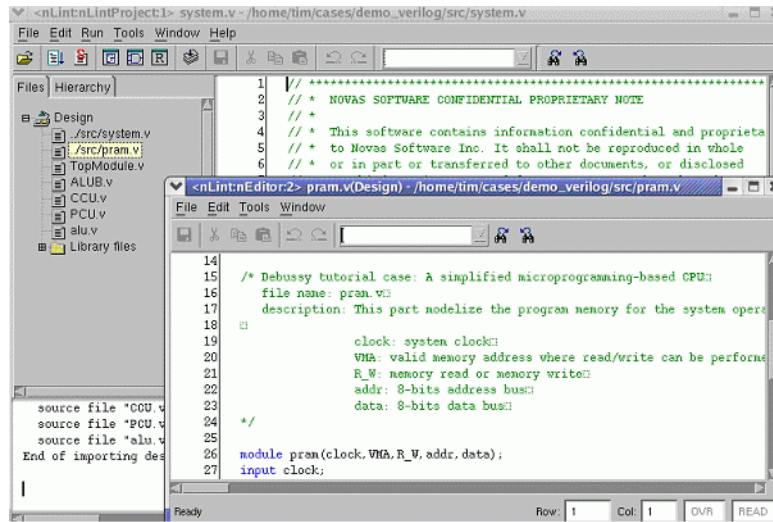 <nLint:nLintProject:1> system.v - /home/tim/cases/demo_verilog/src/system.v
File Edit Run Tools Window Help
Files Hierarchy
Design
../src/system.v
../src/pram.v
TopModule.v
ALUB.v
CCU.v
PCU.v
alu.v
Library files
1 // ****************************************************************
2 // * NOVAS SOFTWARE CONFIDENTIAL PROPRIETARY NOTE
3 // *
4 // * This software contains information confidential and proprieta
5 // * to Novas Software Inc. It shall not be reproduced in whole
6 // * or in part or transferred to other documents, or disclosed
<nLint:nEditor:2> pram.v(Design) - /home/tim/cases/demo_verilog/src/pram.v
File Edit Tools Window
14
15 /* Debussy tutorial case: A simplified microprogramming-based CPU
16 file name: pram.v
17 description: This part modelize the program memory for the system opera
18
19 clock: system clock
20 VMA: valid memory address where read/write can be performe
21 R_W: memory read or memory write
22 addr: 8-bits address bus
23 data: 8-bits data bus
24 */
25
26 module pram(clock,VMA,R_W,addr,data);
27 input clock;
source file "CCU.v
source file "PCU.v
source file "alu.v
End of importing des
Ready Row: 1 Col: 1 OVR READ